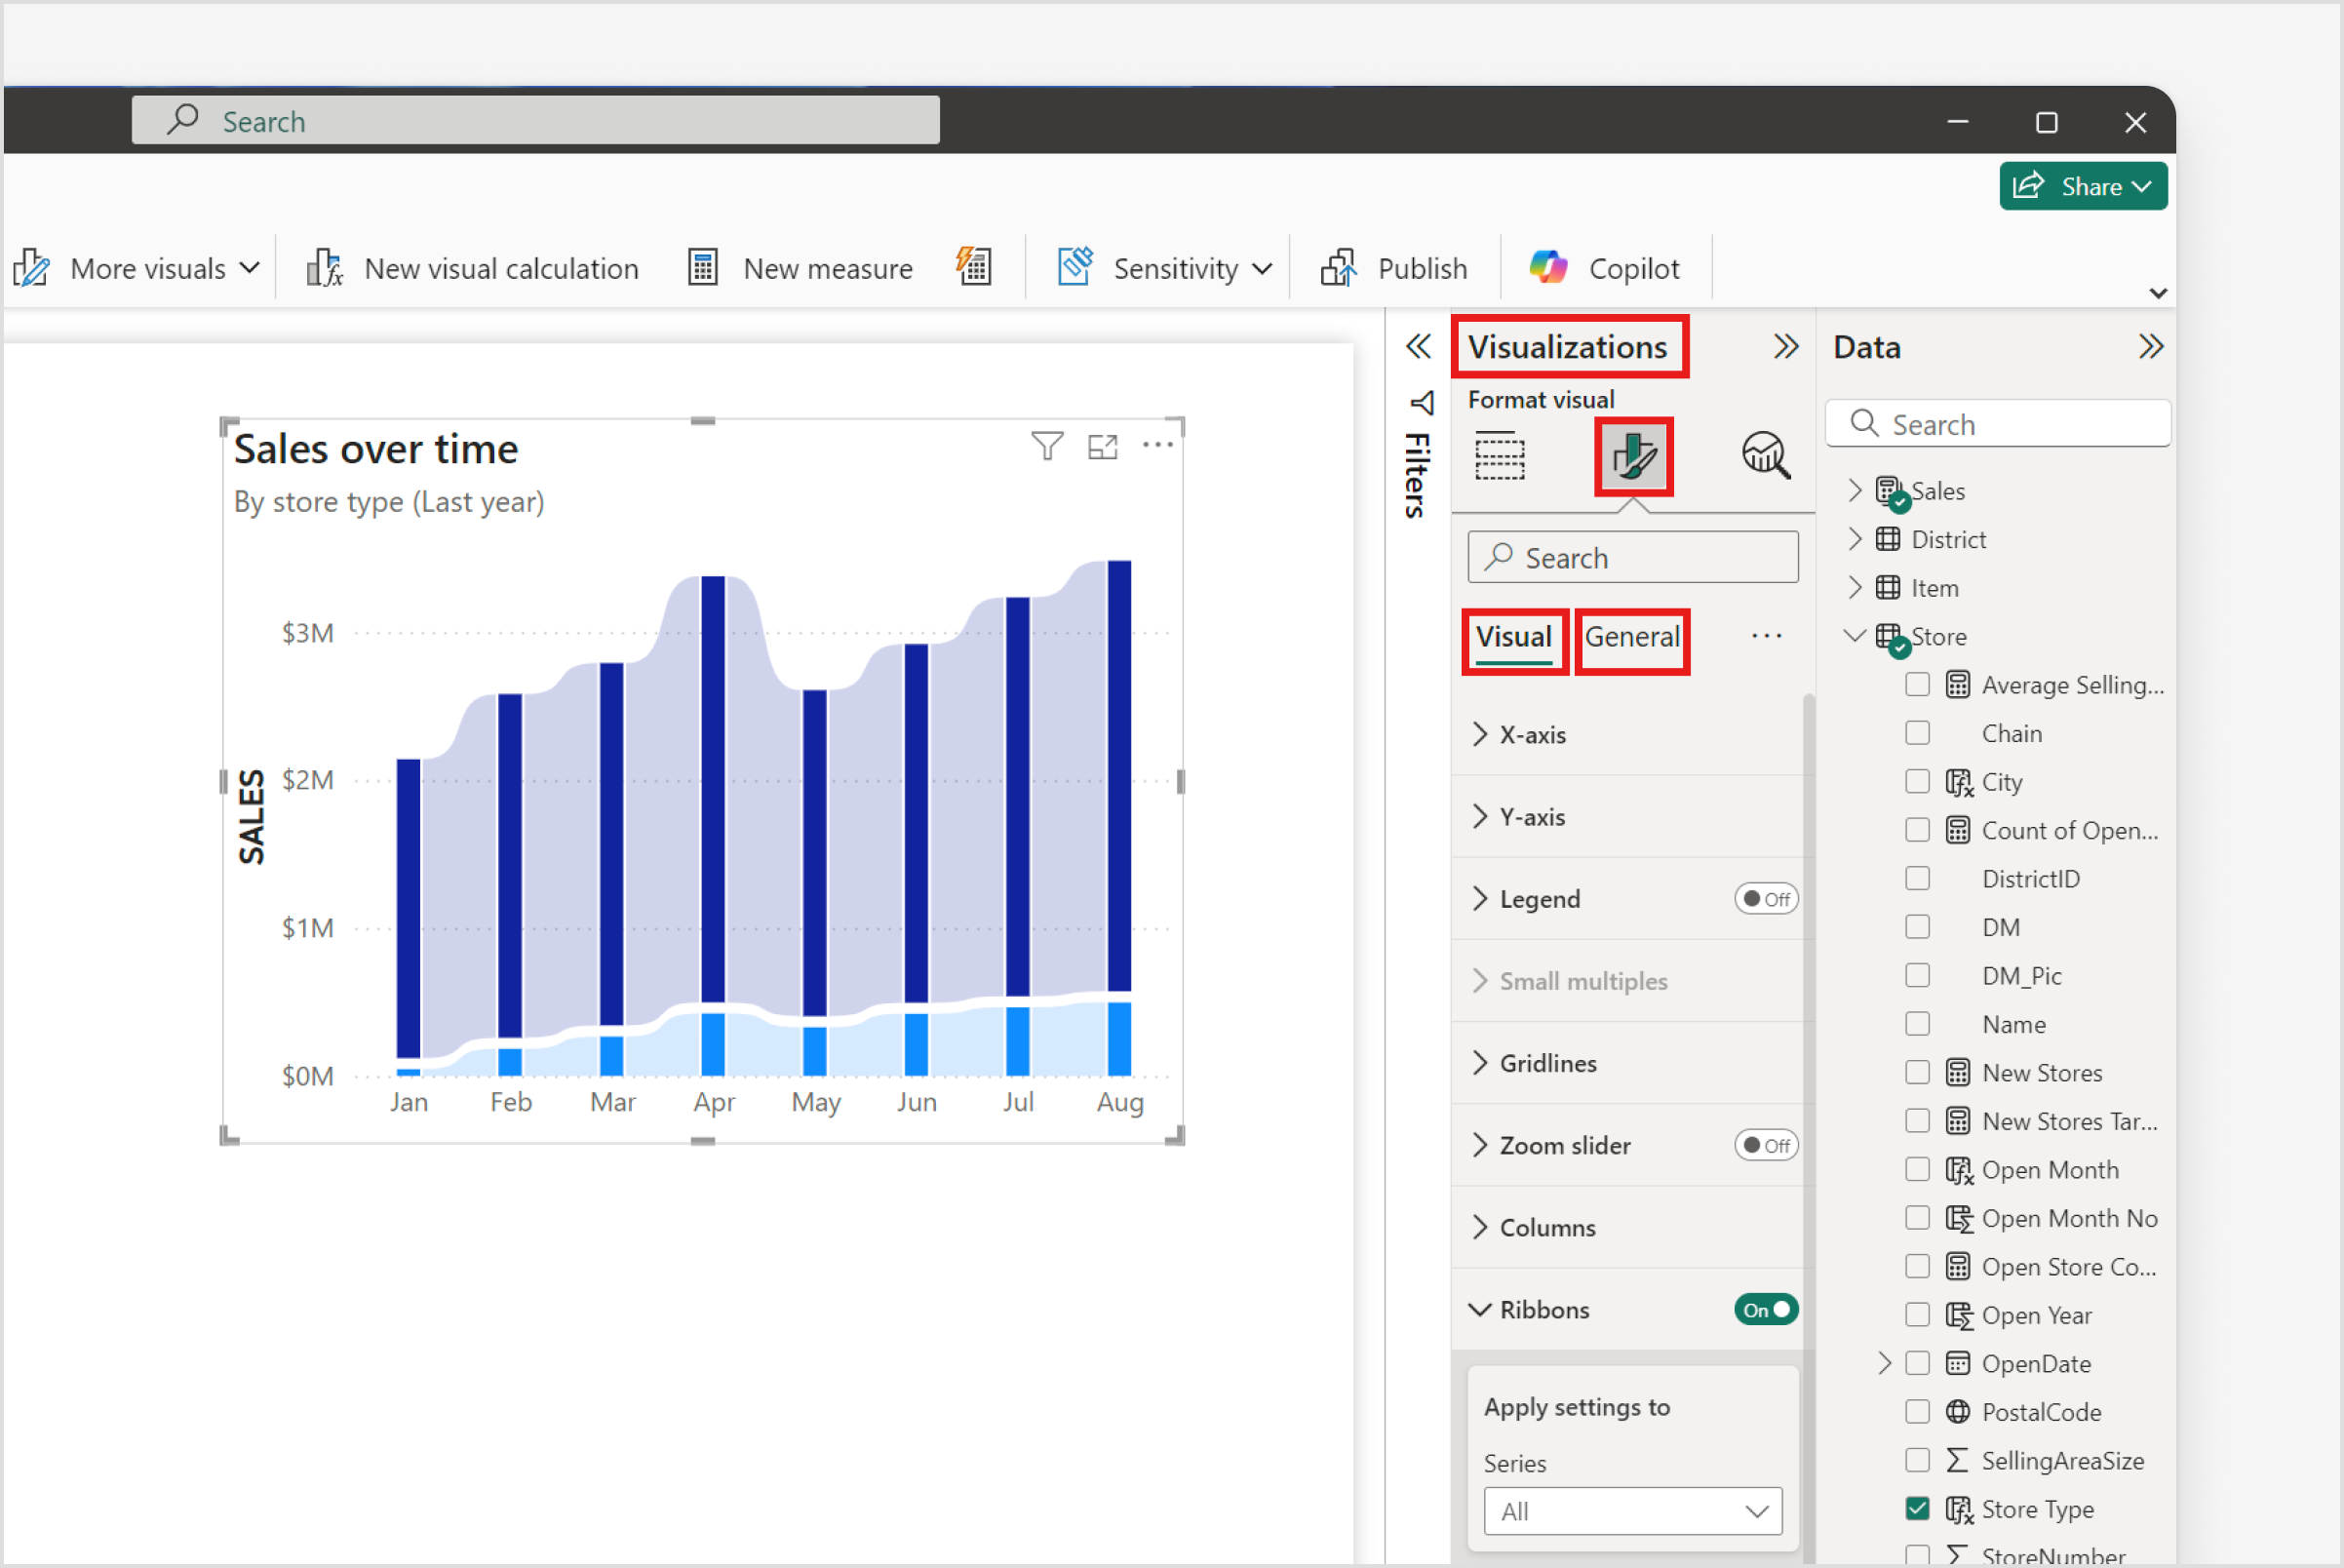 Search
Share
More visuals
New visual calculation
New measure
Sensitivity
Publish
Copilot
Sales over time
By store type (Last year)
SALES
$3M
$2M
$1M
$0M
Jan Feb Mar Apr May Jun Jul Aug
Filters
Visualizations
Format visual
Search
Visual General
X-axis
Y-axis
Legend Off
Small multiples
Gridlines
Zoom slider Off
Columns
Ribbons On
Apply settings to
Series
All
Data
Search
Sales
District
Item
Store
Average Selling...
Chain
City
Count of Open...
DistrictID
DM
DM_Pic
Name
New Stores
New Stores Tar...
Open Month
Open Month No
Open Store Co...
Open Year
OpenDate
PostalCode
SellingAreaSize
Store Type
StoreNumber